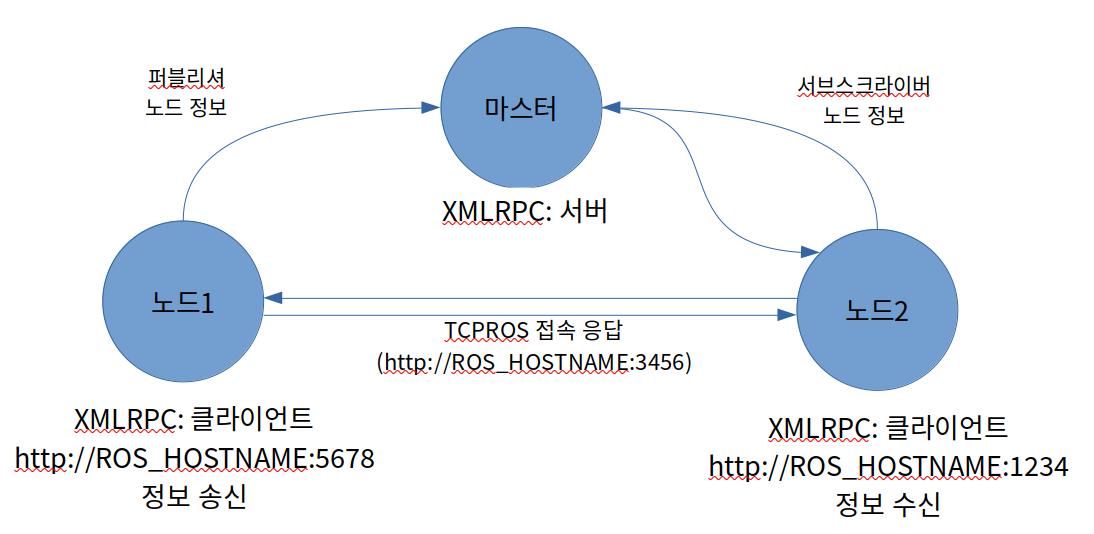 퍼블리셔
노드 정보
마스터
서브스크라이버
노드 정보
XMLRPC: 서버
노드1
노드2
TCPROS 접속 응답
(http://ROS_HOSTNAME:3456)
XMLRPC: 클라이언트
http://ROS_HOSTNAME:5678
정보 송신
XMLRPC: 클라이언트
http://ROS_HOSTNAME:1234
정보 수신